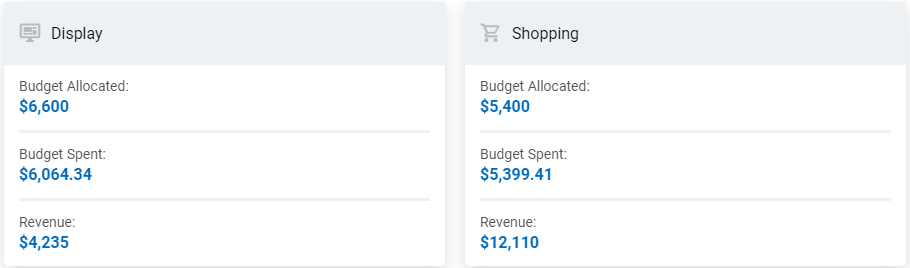 Display
Budget Allocated:
$6,600
Budget Spent:
$6,064.34
Revenue:
$4,235
Shopping
Budget Allocated:
$5,400
Budget Spent:
$5,399.41
Revenue:
$12,110